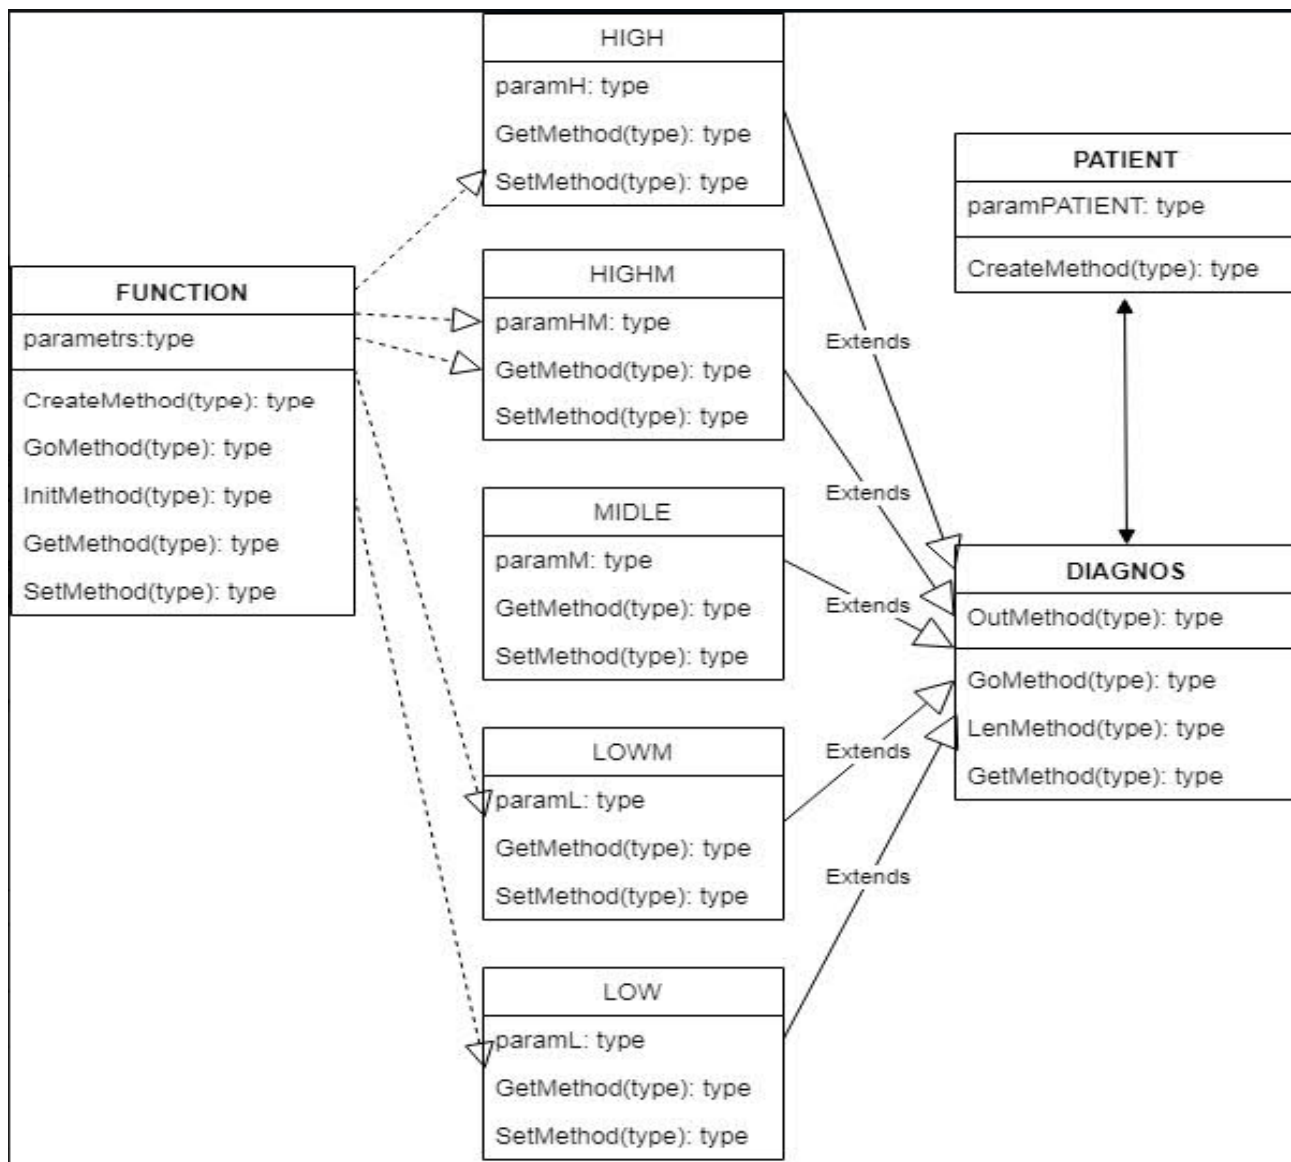 FUNCTION
parametrs:type
CreateMethod(type): type
GoMethod(type): type
InitMethod(type): type
GetMethod(type): type
SetMethod(type): type
HIGH
paramH: type
GetMethod(type): type
SetMethod(type): type
HIGHM
paramHM: type
GetMethod(type): type
SetMethod(type): type
MIDLE
paramM: type
GetMethod(type): type
SetMethod(type): type
LOWM
paramL: type
GetMethod(type): type
SetMethod(type): type
LOW
paramL: type
GetMethod(type): type
SetMethod(type): type
Extends
Extends
Extends
Extends
Extends
PATIENT
paramPATIENT: type
CreateMethod(type): type
DIAGNOS
OutMethod(type): type
GoMethod(type): type
LenMethod(type): type
GetMethod(type): type